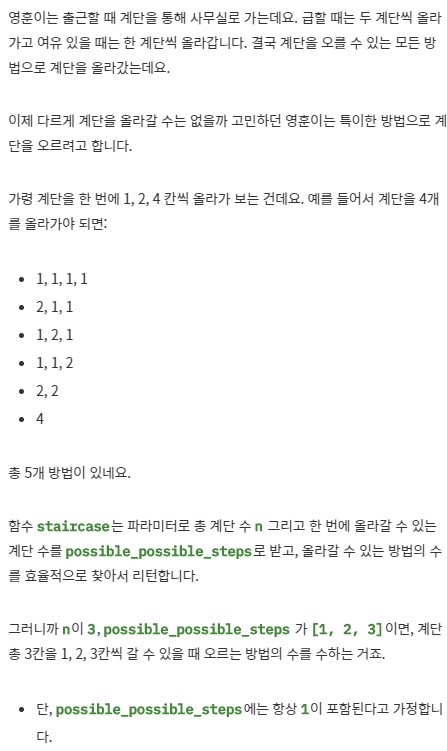 영훈이는 출근할 때 계단을 통해 사무실로 가는데요. 급할 때는 두 계단씩 올라
가고 여유 있을 때는 한 계단씩 올라갑니다. 결국 계단을 오를 수 있는 모든 방
법으로 계단을 올라갔는데요.
이제 다르게 계단을 올라갈 수는 없을까 고민하던 영훈이는 특이한 방법으로 계
단을 오르려고 합니다.
가령 계단을 한 번에 1, 2, 4 칸씩 올라가 보는 건데요. 예를 들어서 계단을 4개
를 올라가야 되면:
• 1, 1, 1, 1
• 2, 1, 1
• 1, 2, 1
• 1, 1, 2
• 2, 2
• 4
총 5개 방법이 있네요.
함수 staircase는 파라미터로 총 계단 수 n 그리고 한 번에 올라갈 수 있는
계단 수를 possible_possible_steps로 받고, 올라갈 수 있는 방법의 수
를 효율적으로 찾아서 리턴합니다.
그러니까 n이 3, possible_possible_steps 가 [1, 2, 3]이면, 계단
총 3칸을 1, 2, 3칸씩 갈 수 있을 때 오르는 방법의 수를 수하는 거죠.
• 단, possible_possible_steps에는 항상 1이 포함된다고 가정합니
다.